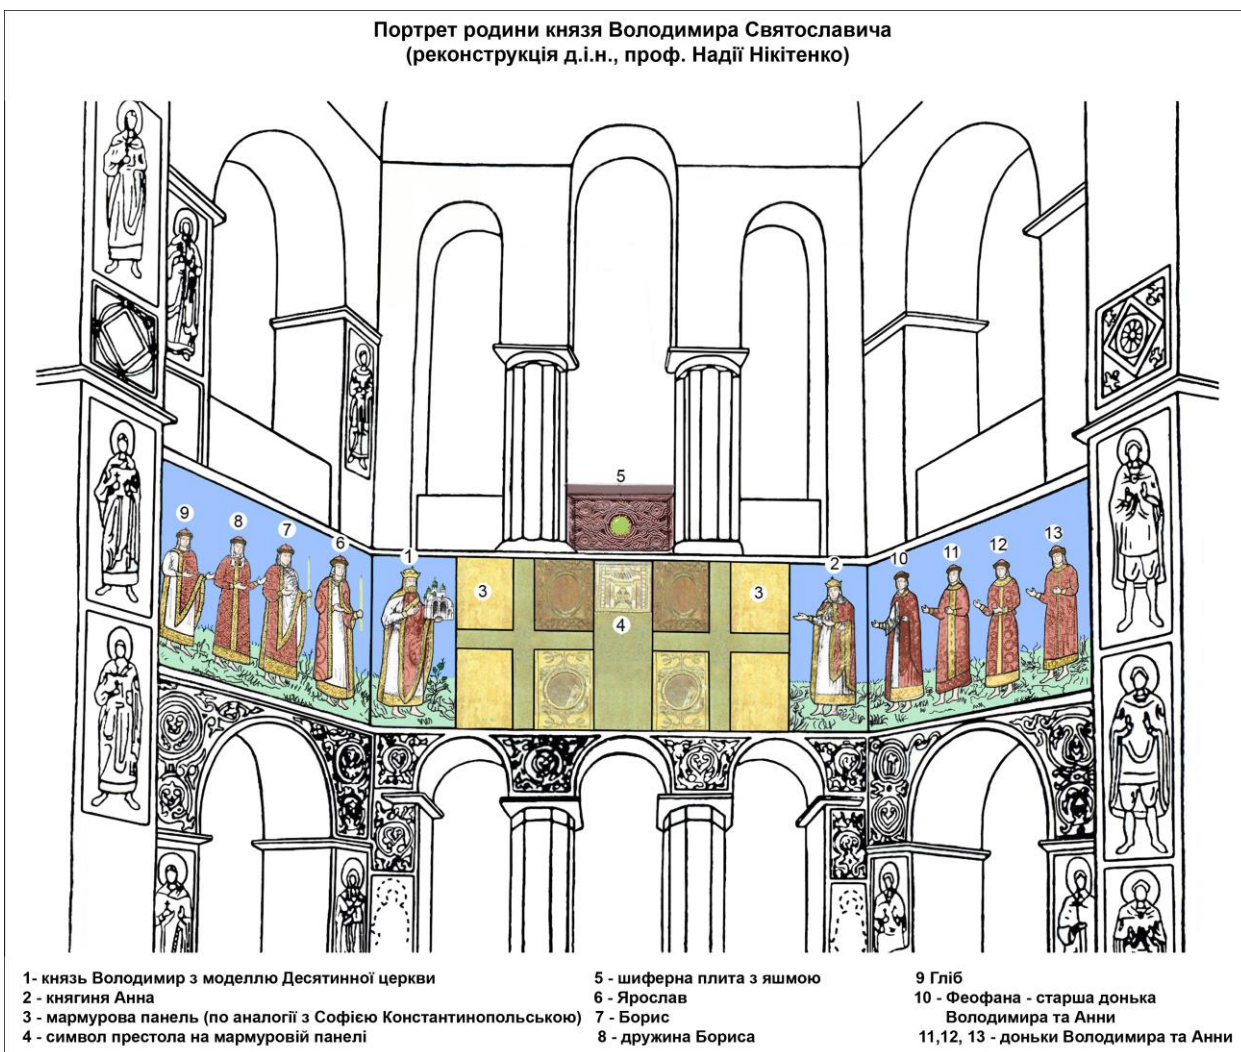 Портрет родини князя Володимира Святославича
(реконструкція д.і.н., проф. Надії Нікітенко)
5
9
8
7
6
1
3
4
3
2
10
11
12
13
1- князь Володимир з моделлю Десятинної церкви
2 - княгиня Анна
3 - мармурова панель (по аналогії з Софією Константинопольською)
4 - символ престола на мармуровій панелі
5 - шиферна плита з яшмою
6 - Ярослав
7 - Борис
8 - дружина Бориса
9 Гліб
10 - Феофана - старша донька
Володимира та Анни
11,12, 13 - доньки Володимира та Анни